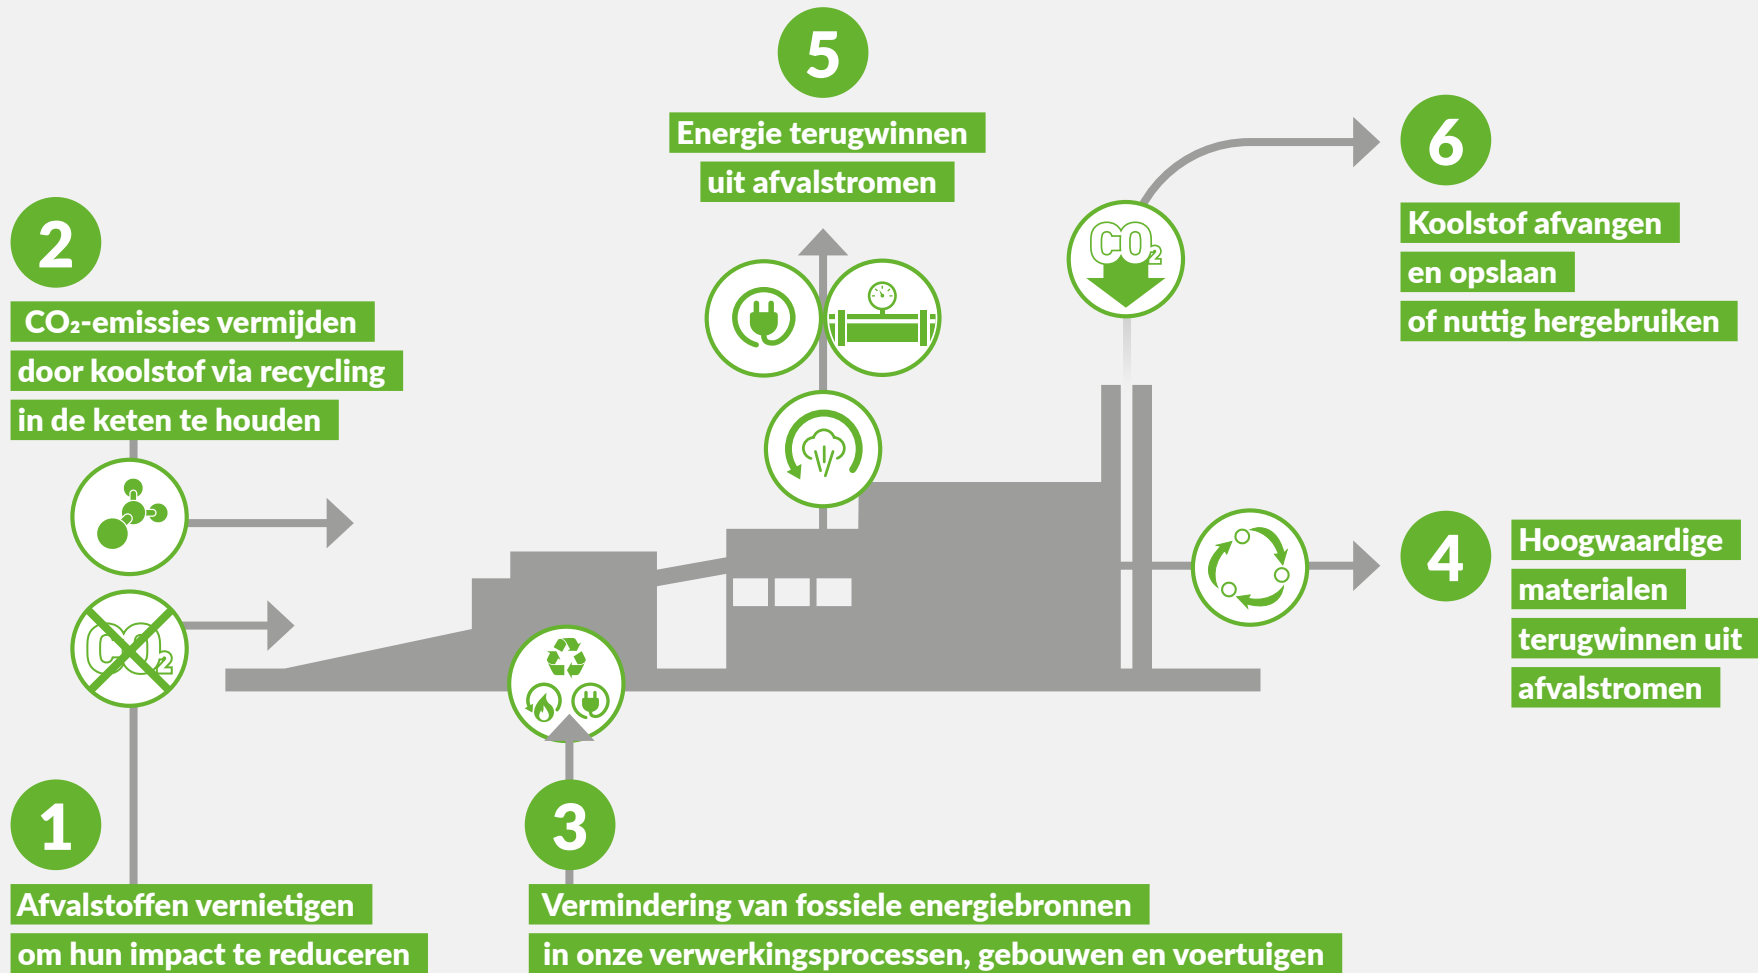 1
Afvalstoffen vernietigen
om hun impact te reduceren
CO₂
2
CO₂-emissies vermijden
door koolstof via recycling
in de keten te houden
3
Vermindering van fossiele energiebronnen
in onze verwerkingsprocessen, gebouwen en voertuigen
4
Hoogwaardige
materialen
terugwinnen uit
afvalstromen
5
Energie terugwinnen
uit afvalstromen
6
Koolstof afvangen
en opslaan
of nuttig hergebruiken
CO₂